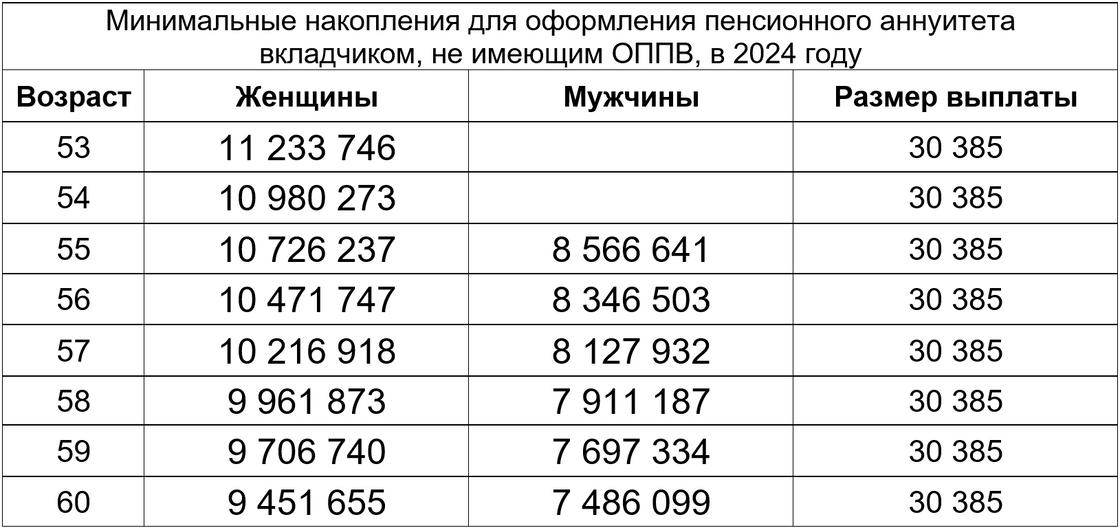 Минимальные накопления для оформления пенсионного аннуитета
вкладчиком, не имеющим ОППВ, в 2024 году
Возраст Женщины Мужчины Размер выплаты
53 11 233 746 30 385
54 10 980 273 30 385
55 10 726 237 8 566 641 30 385
56 10 471 747 8 346 503 30 385
57 10 216 918 8 127 932 30 385
58 9 961 873 7 911 187 30 385
59 9 706 740 7 697 334 30 385
60 9 451 655 7 486 099 30 385